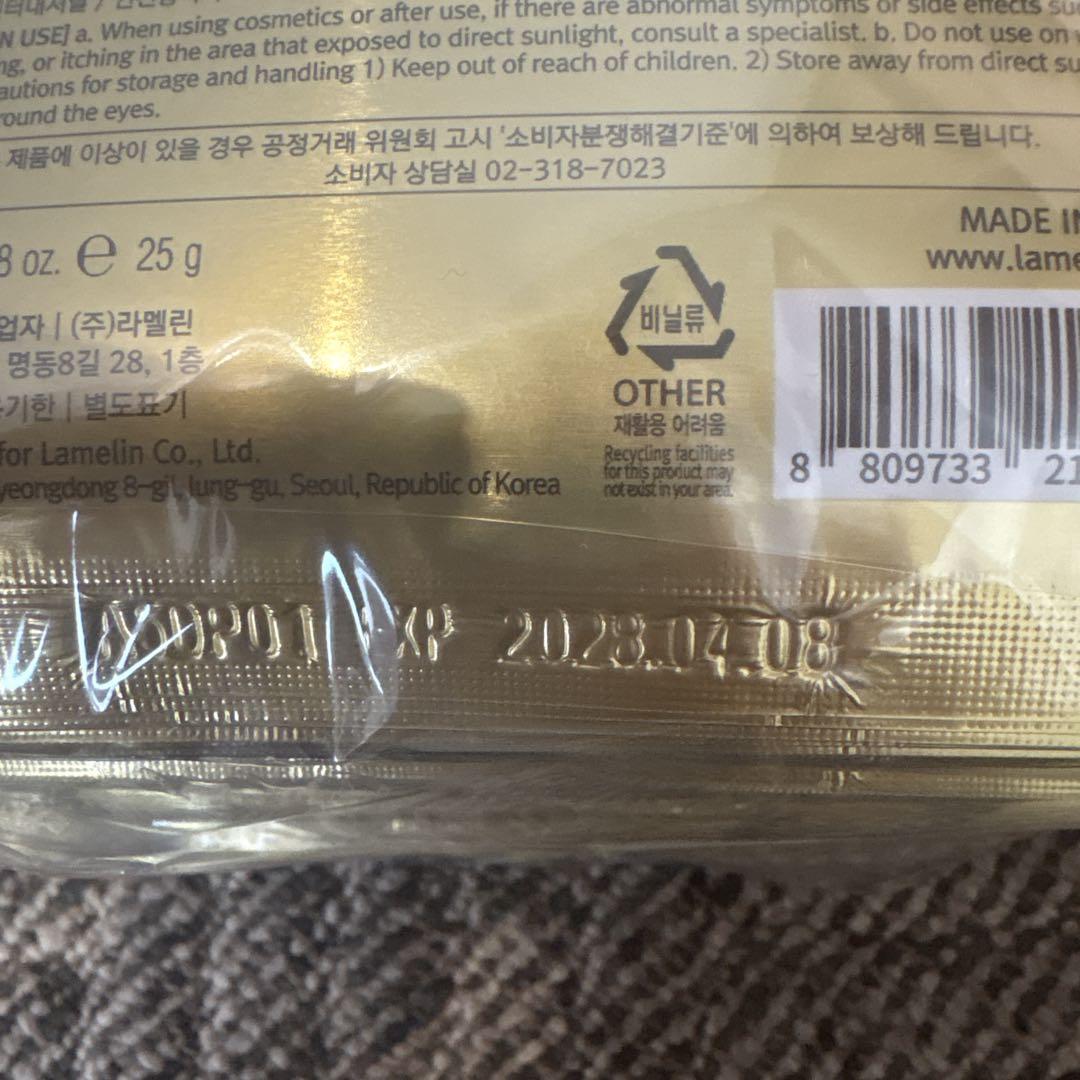 N USE] a. When using cosmetics or after use, if there are abnormal symptoms or side effects su
ng, or itching in the area that exposed to direct sunlight, consult a specialist. b. Do not use on
autions for storage and handling 1) Keep out of reach of children. 2) Store away from direct su
round the eyes.
제품에 이상이 있을 경우 공정거래 위원회 고시 '소비자분쟁해결기준'에 의하여 보상해 드립니다.
소비자 상담실 02-318-7023
8 oz. ℮ 25 g
업자 | (주)라멜린
명동8길 28, 1층
기한 | 별도표기
for Lamelin Co., Ltd.
yeongdong 8-gil, Jung-gu, Seoul, Republic of Korea
비닐류
OTHER
재활용 어려움
Recycling facilities
for this product may
not exist in your area.
MADE IN
www.lame
8 809733 21
EXP 2028.04.08